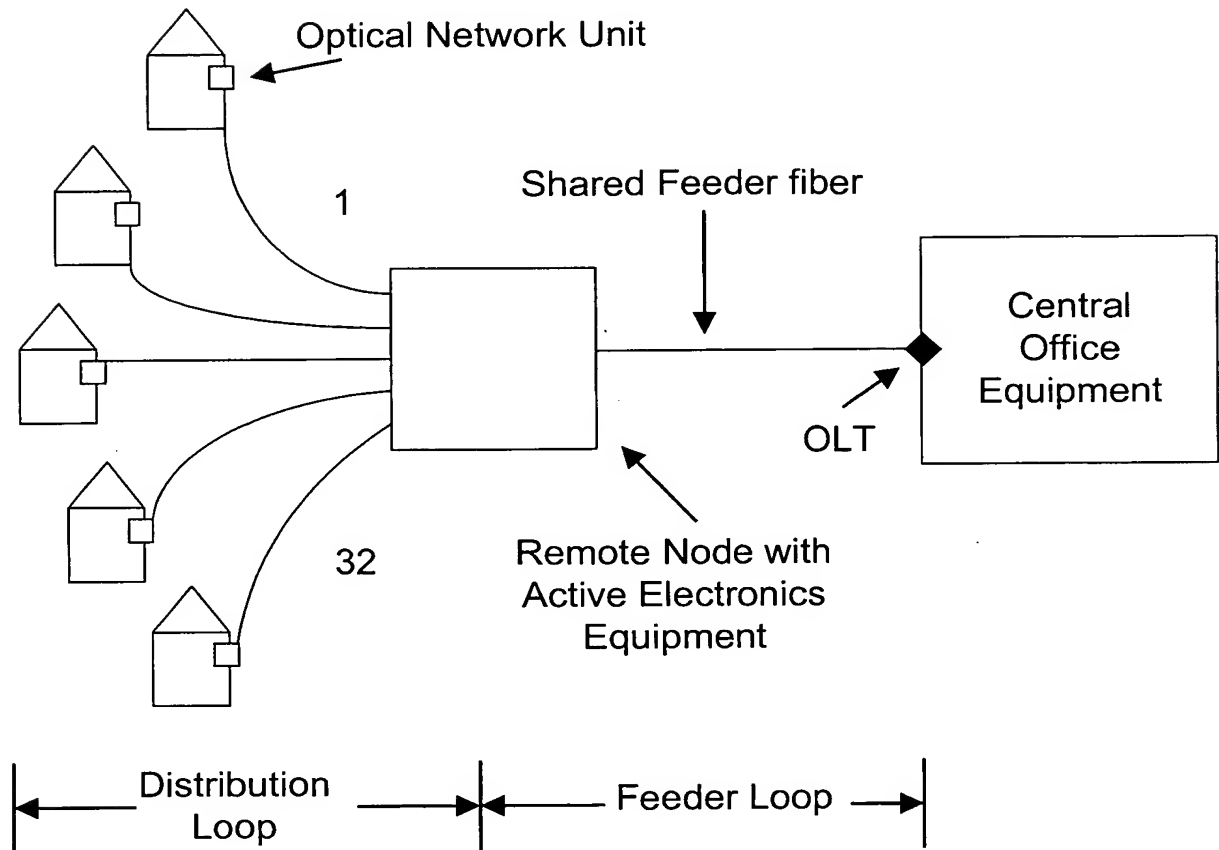 Optical Network Unit
1
Shared Feeder fiber
Central
Office
Equipment
OLT
32
Remote Node with
Active Electronics
Equipment
Distribution
Loop
Feeder Loop